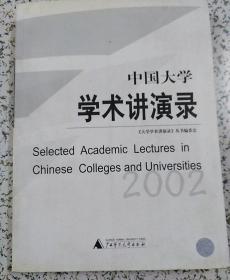 中国大学
学术讲演录
《大学学术讲演录》丛书编委会
Selected Academic Lectures in
Chinese Colleges and Universities
2002
广西师范大学出版社